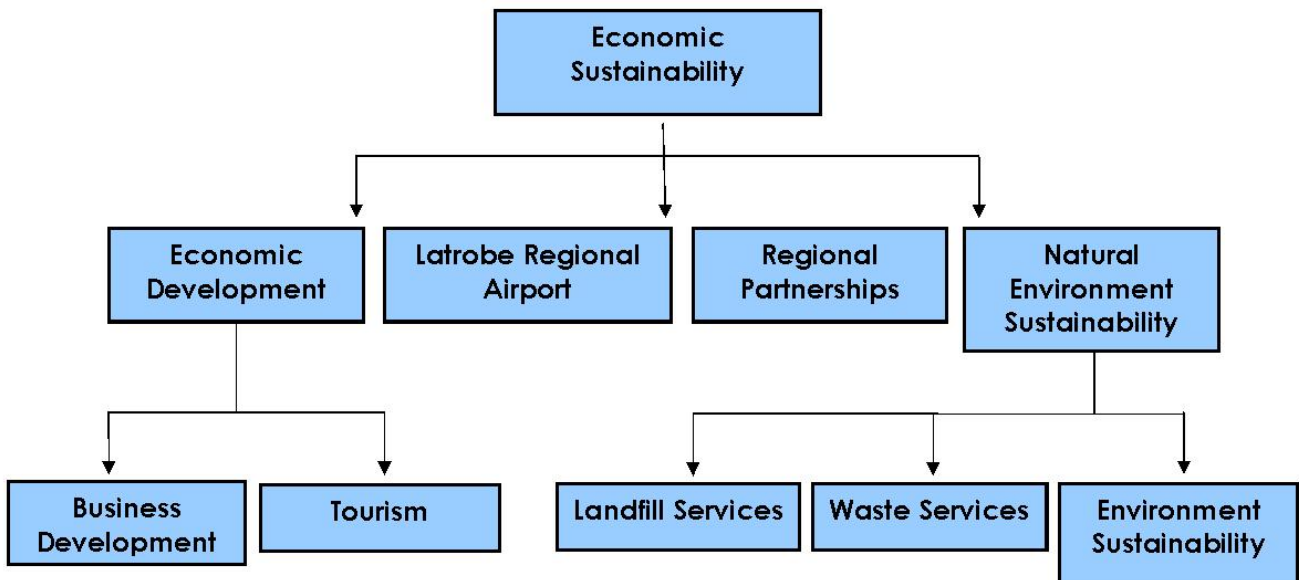 Economic
Sustainability
Economic
Development
Latrobe Regional
Airport
Regional
Partnerships
Natural
Environment
Sustainability
Business
Development
Tourism
Landfill Services
Waste Services
Environment
Sustainability